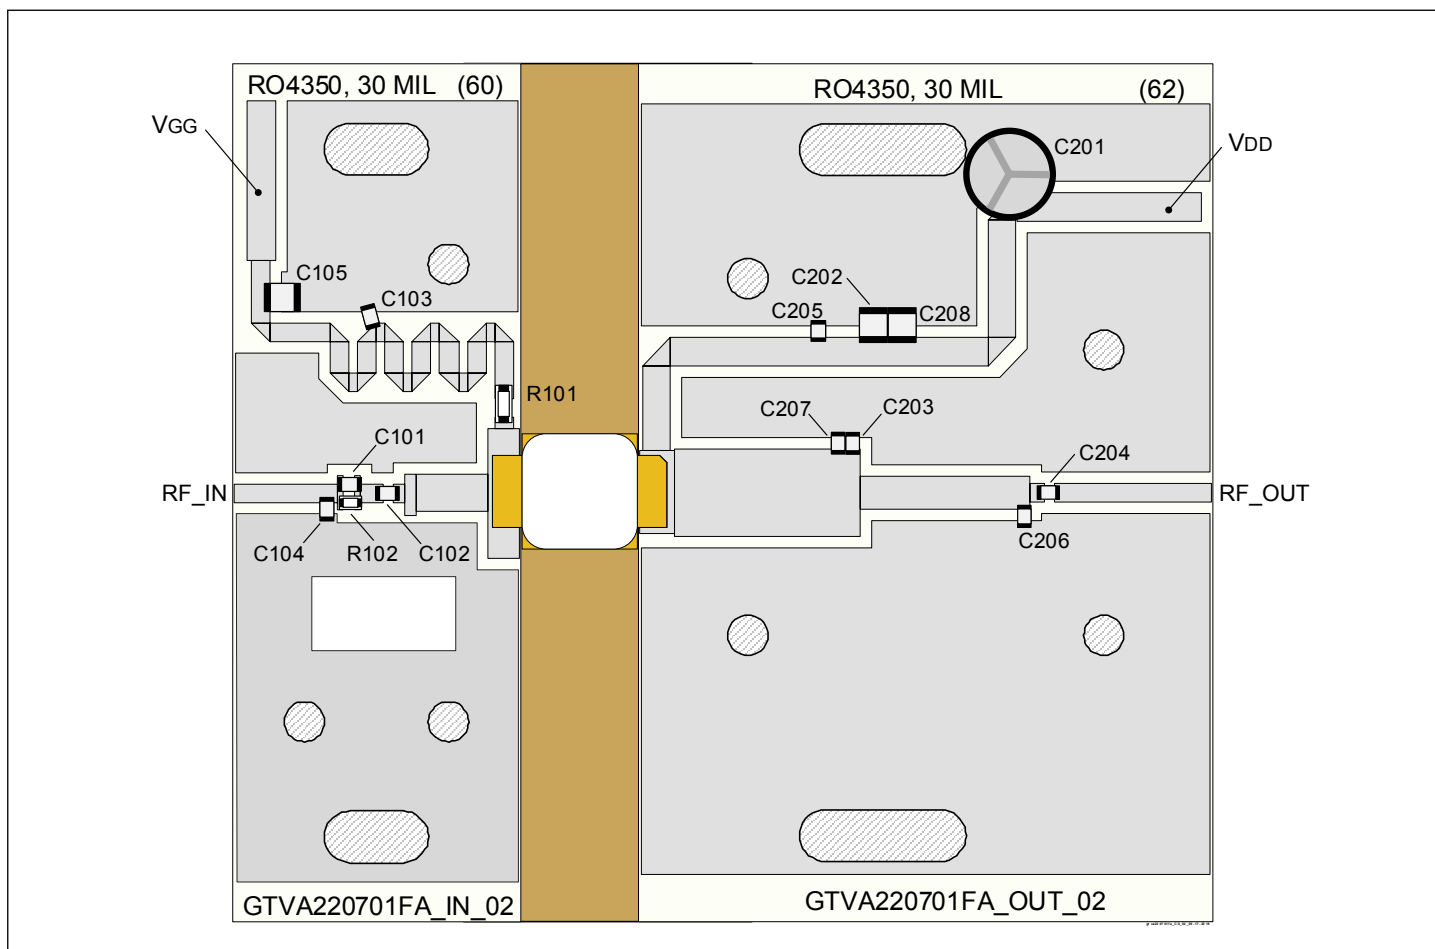 RO4350, 30 MIL (60)
RO4350, 30 MIL (62)
VGG
C201
VDD
C105
C103
C202
C205
C208
R101
C207
C203
C101
C204
RF_IN
RF_OUT
C104
R102
C102
C206
GTVA220701FA_IN_02
GTVA220701FA_OUT_02